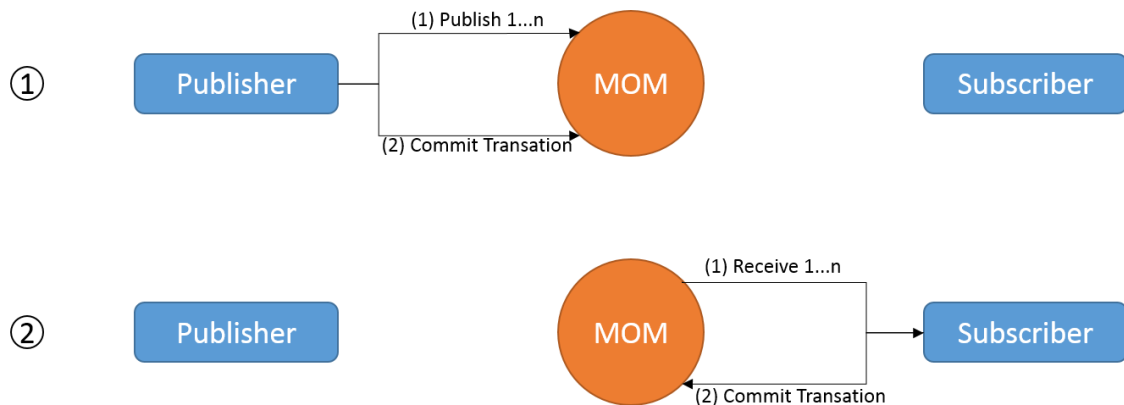 (1) Publish 1...n
① Publisher MOM Subscriber
(2) Commit Transation
(1) Receive 1...n
② Publisher MOM Subscriber
(2) Commit Transation